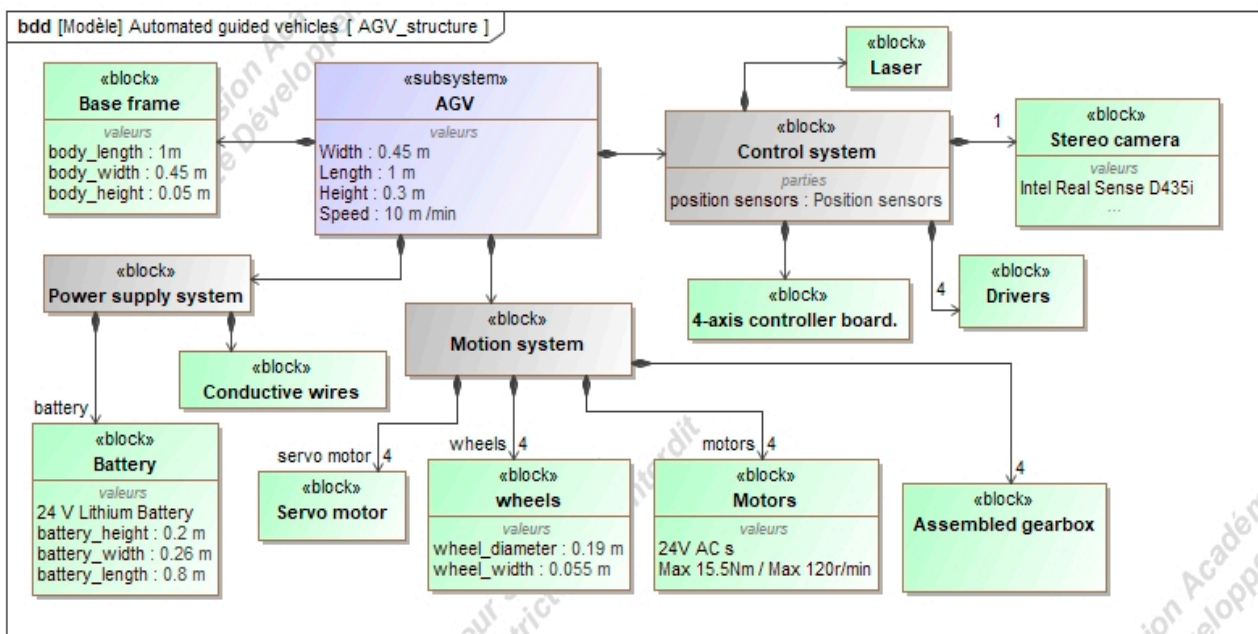 bdd [Modèle] Automated guided vehicles [ AGV_structure ]
«block»
Base frame
valeurs
body_length : 1m
body_width : 0.45 m
body_height : 0.05 m
«subsystem»
AGV
valeurs
Width : 0.45 m
Length : 1 m
Height : 0.3 m
Speed : 10 m /min
«block»
Laser
«block»
Control system
parties
position sensors : Position sensors
1
«block»
Stereo camera
valeurs
Intel Real Sense D435i
...
«block»
Power supply system
«block»
Conductive wires
«block»
Motion system
«block»
4-axis controller board.
4
«block»
Drivers
battery
«block»
Battery
valeurs
24 V Lithium Battery
battery_height : 0.2 m
battery_width : 0.26 m
battery_length : 0.8 m
servo motor 4
«block»
Servo motor
wheels 4
«block»
wheels
valeurs
wheel_diameter : 0.19 m
wheel_width : 0.055 m
motors 4
«block»
Motors
valeurs
24V AC s
Max 15.5Nm / Max 120r/min
4
«block»
Assembled gearbox